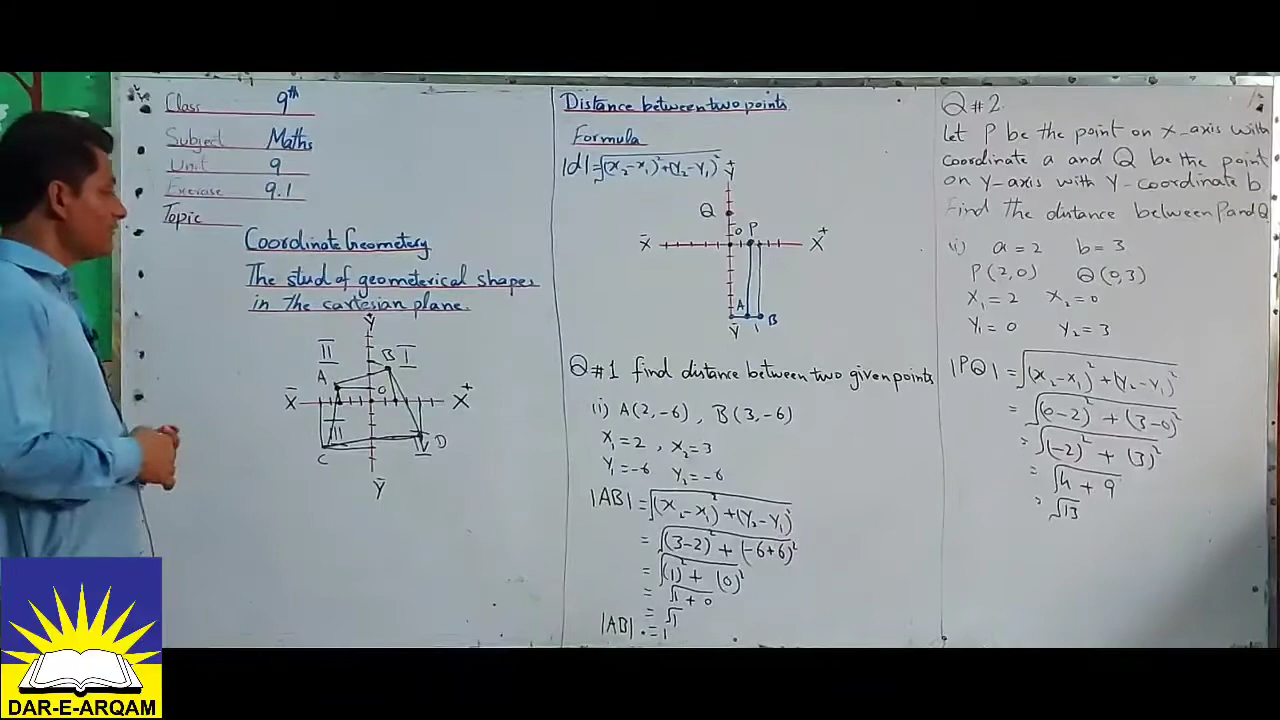 Class 9th
Subject Maths
Unit 9
Exercise 9.1
Topic
Coordinate Geometery
The stud of geometerical shapes
in the cartesian plane.
Y
II
B I
A
O
X̄ X⁺
III
D
C IV
Ȳ
Distance between two points
Formula
|d| = √(x₂-x₁)²+(Y₂-Y₁)²
Y⁺
Q
O P
X̄ X⁺
A
B
Ȳ 1
Q#1 find distance between two given points
(ii) A(2,-6), B(3,-6)
X₁=2, X₂=3
Y₁=-6 Y₂=-6
|AB| = √(X₂-X₁)²+(Y₂-Y₁)²
= √(3-2)²+(-6+6)²
= √(1)²+(0)²
= √1+0
= √1
|AB| = 1
Q#2
Let P be the point on x-axis with
coordinate a and Q be the point
on Y-axis with Y-coordinate b.
Find the distance between P and Q
ii) a=2 b=3
P(2,0) Q(0,3)
X₁=2 X₂=0
Y₁=0 Y₂=3
|PQ| = √(X₂-X₁)²+(Y₂-Y₁)²
= √(0-2)²+(3-0)²
= √(-2)²+(3)²
= √4+9
= √13
DAR-E-ARQAM